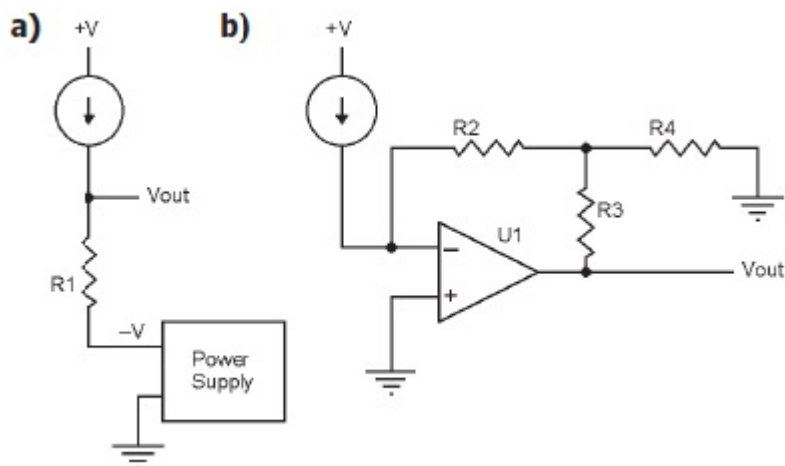 a)
+V
Vout
R1
–V
Power
Supply
b)
+V
R2
R4
R3
U1
–
+
Vout